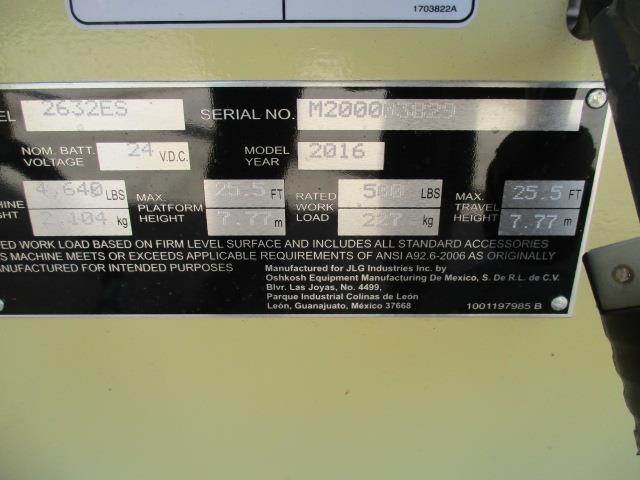 1703822A
EL 2632ES SERIAL NO.
NOM. BATT. VOLTAGE 24 V.D.C. MODEL YEAR 2016
HINE GHT 4,640 LBS 2,104 kg MAX. PLATFORM HEIGHT 25.5 FT 7.77 m RATED WORK LOAD 500 LBS 227 kg MAX. TRAVEL HEIGHT 25.5 FT 7.77 m
ED WORK LOAD BASED ON FIRM LEVEL SURFACE AND INCLUDES ALL STANDARD ACCESSORIES
S MACHINE MEETS OR EXCEEDS APPLICABLE REQUIREMENTS OF ANSI A92.6-2006 AS ORIGINALLY
ANUFACTURED FOR INTENDED PURPOSES
Manufactured for JLG Industries Inc. by
Oshkosh Equipment Manufacturing De Mexico, S. De R.L. de C.V.
Blvr. Las Joyas, No. 4499,
Parque Industrial Colinas de León
León, Guanajuato, México 37668
1001197985 B